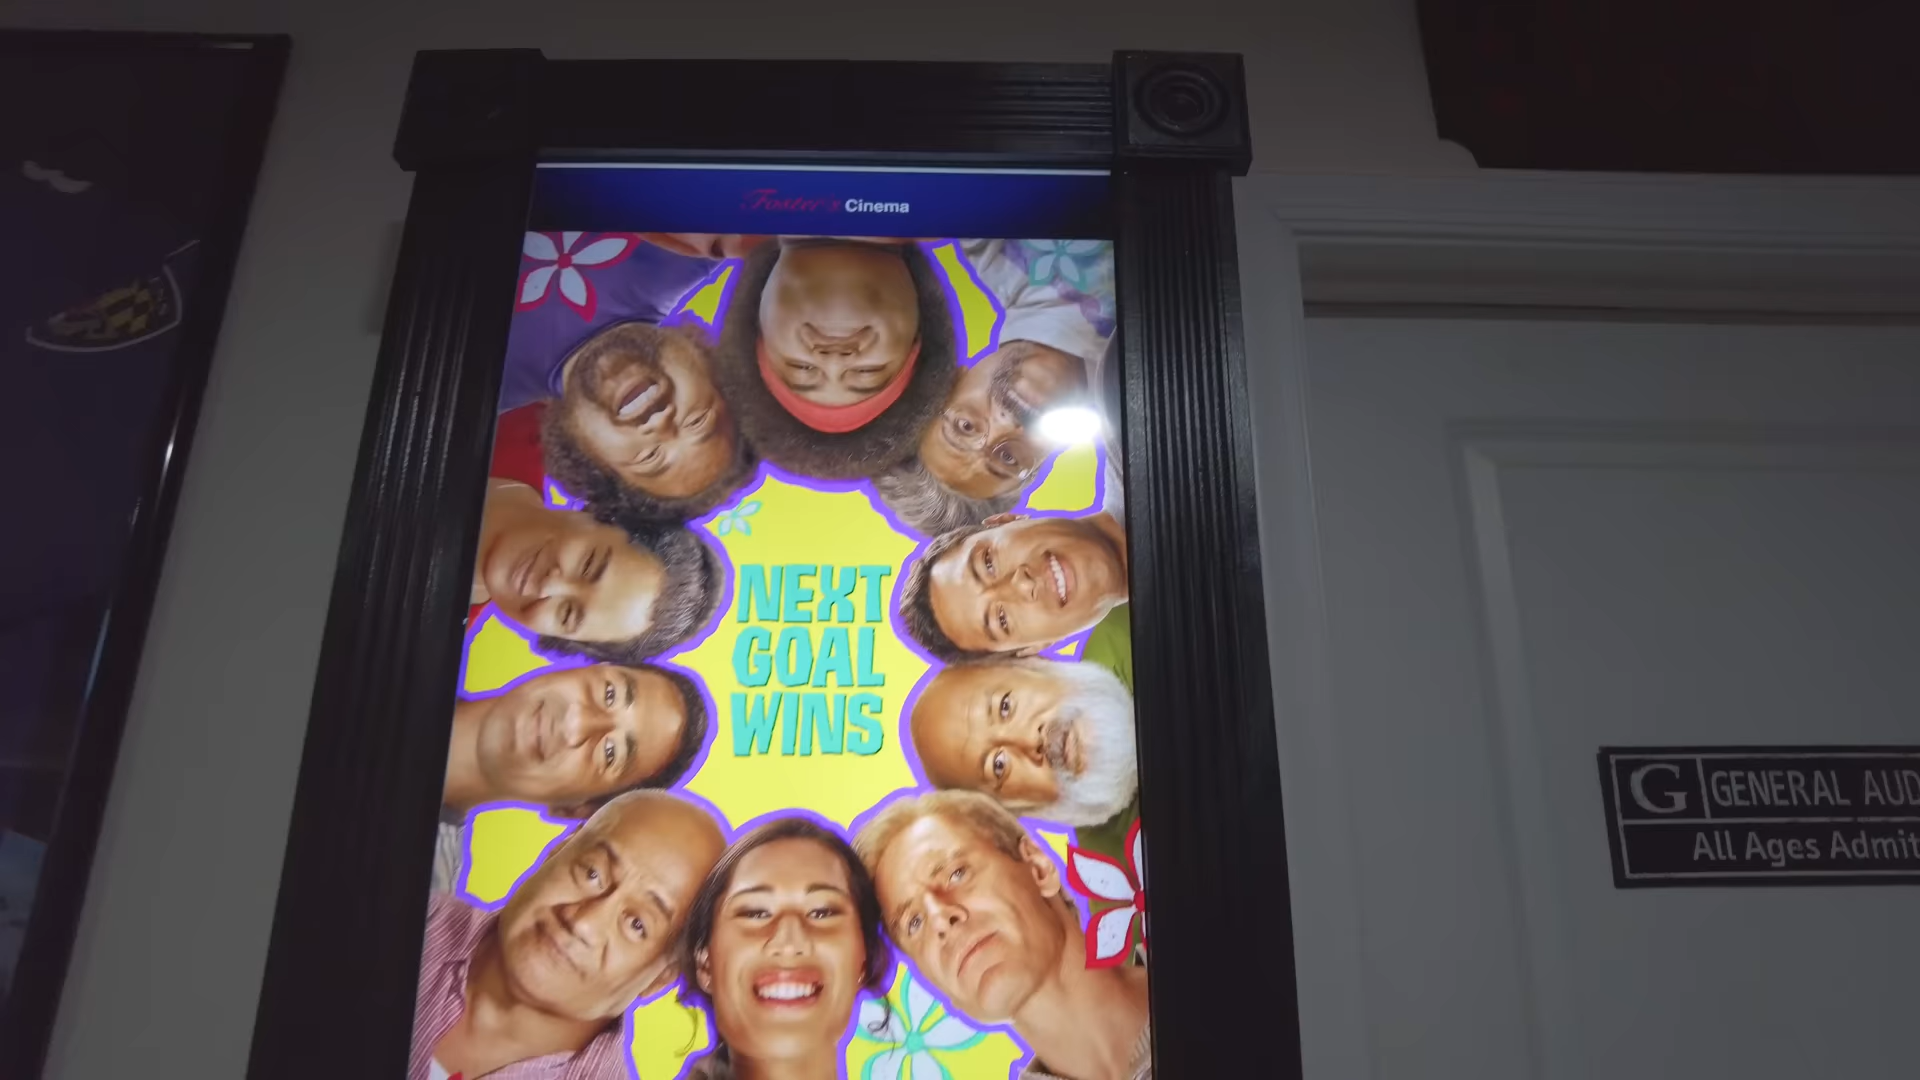 Foster's Cinema
NEXT
GOAL
WINS
G GENERAL AUD
All Ages Admit